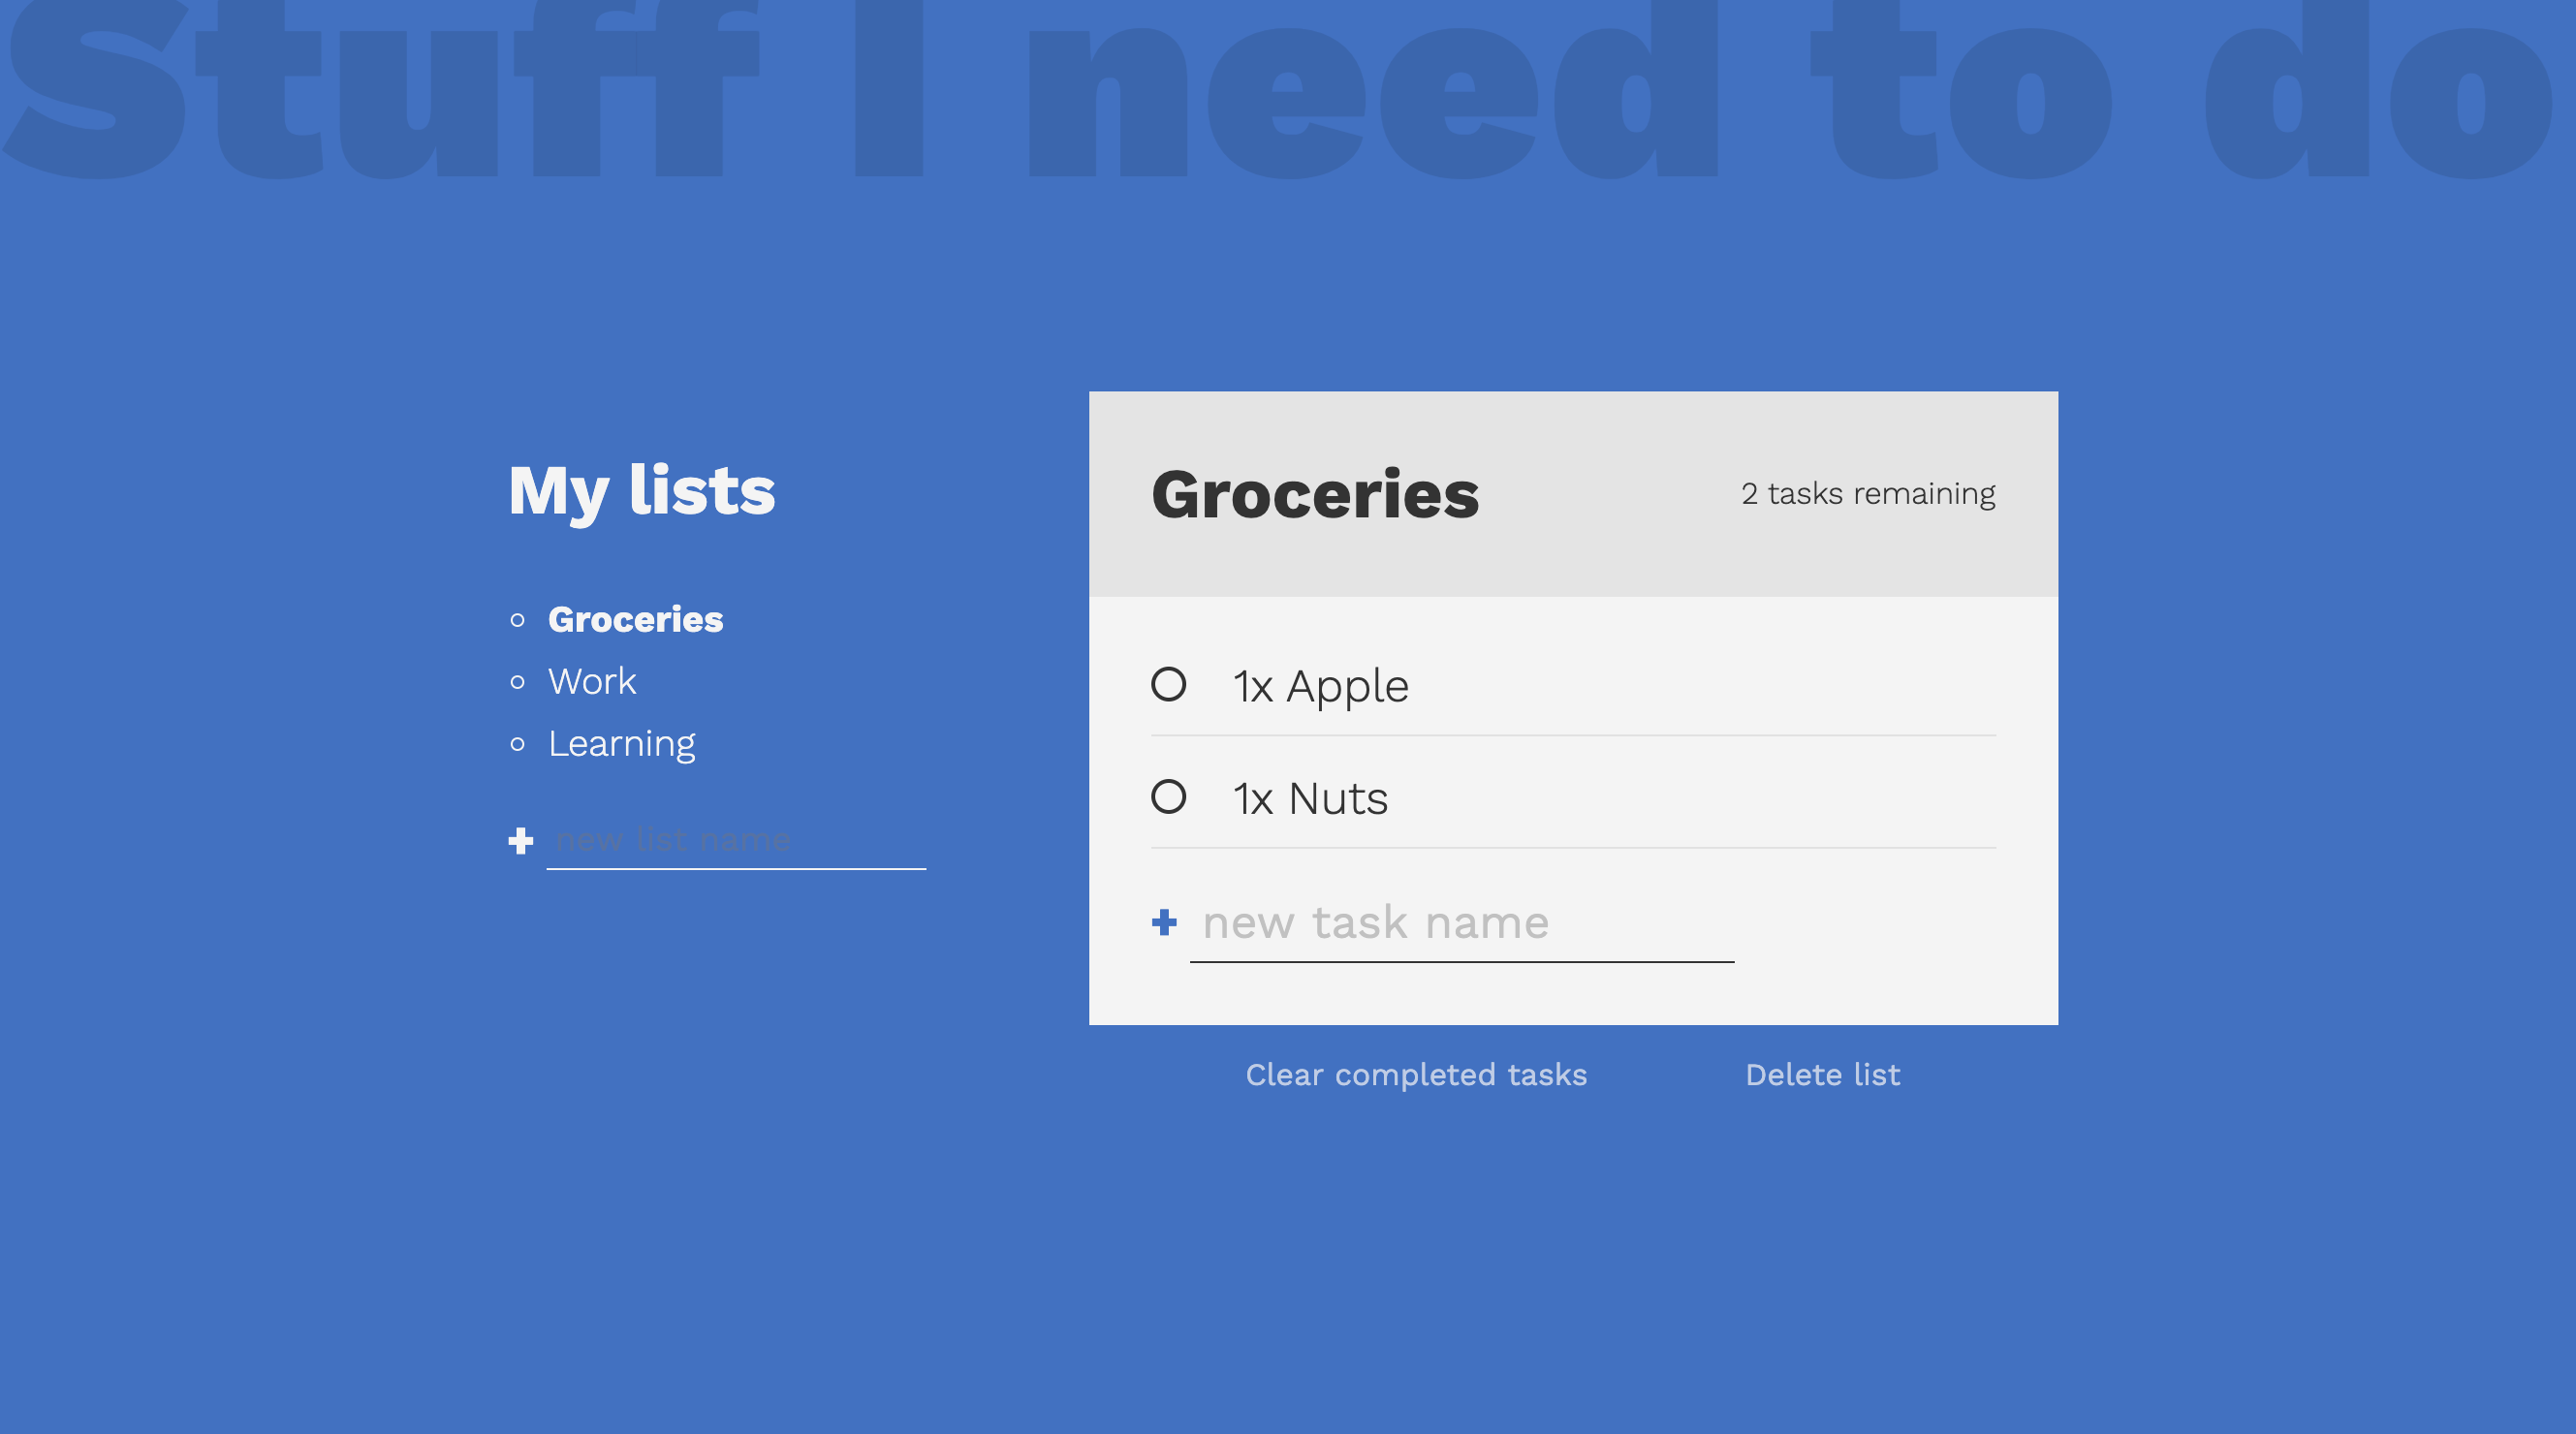 Stuff I need to do
My lists
Groceries
Work
Learning
+ new list name
Groceries
2 tasks remaining
1x Apple
1x Nuts
+ new task name
Clear completed tasks
Delete list